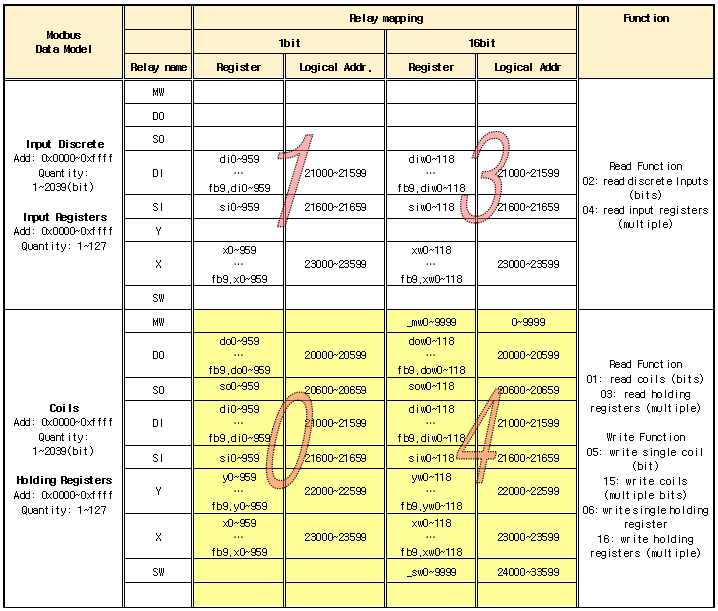 Modbus
Data Model
Relay mapping
Function
1bit
16bit
Relay name
Register
Logical Addr.
Register
Logical Addr
Input Discrete
Add: 0x0000~0xffff
Quantity:
1~2039(bit)
Input Registers
Add: 0x0000~0xffff
Quantity: 1~127
MW
DO
SO
DI
di0~959
…
fb9,di0~959
21000~21599
diw0~118
…
fb9,diw0~118
21000~21599
SI
si0~959
21600~21659
siw0~118
21600~21659
Y
X
x0~959
…
fb9,x0~959
23000~23599
xw0~118
…
fb9,xw0~118
23000~23599
SW
1
3
Read Function
02: read discrete Inputs
(bits)
04: read input registers
(multiple)
Coils
Add: 0x0000~0xffff
Quantity:
1~2039(bit)
Holding Registers
Add: 0x0000~0xffff
Quantity: 1~127
MW
_mw0~9999
0~9999
DO
do0~959
…
fb9,do0~959
20000~20599
dow0~118
…
fb9,dow0~118
20000~20599
SO
so0~959
20600~20659
sow0~118
20600~20659
DI
di0~959
…
fb9,di0~959
21000~21599
diw0~118
…
fb9,diw0~118
21000~21599
SI
si0~959
21600~21659
siw0~118
21600~21659
Y
y0~959
…
fb9,y0~959
22000~22599
yw0~118
…
fb9,yw0~118
22000~22599
X
x0~959
…
fb9,x0~959
23000~23599
xw0~118
…
fb9,xw0~118
23000~23599
SW
_sw0~9999
24000~33599
0
4
Read Function
01: read coils (bits)
03: read holding
registers (multiple)
Write Function
05: write single coil
(bit)
15: write coils
(multiple bits)
06: write single holding
register
16: write holding
registers (multiple)